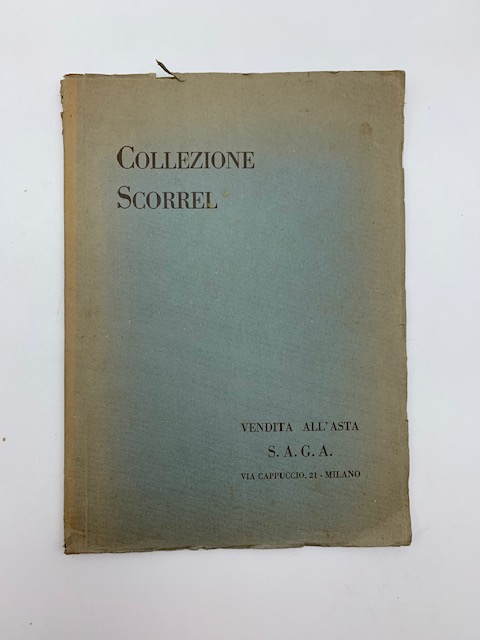 COLLEZIONE
SCORREL
VENDITA ALL'ASTA
S. A. G. A.
VIA CAPPUCCIO, 21 - MILANO